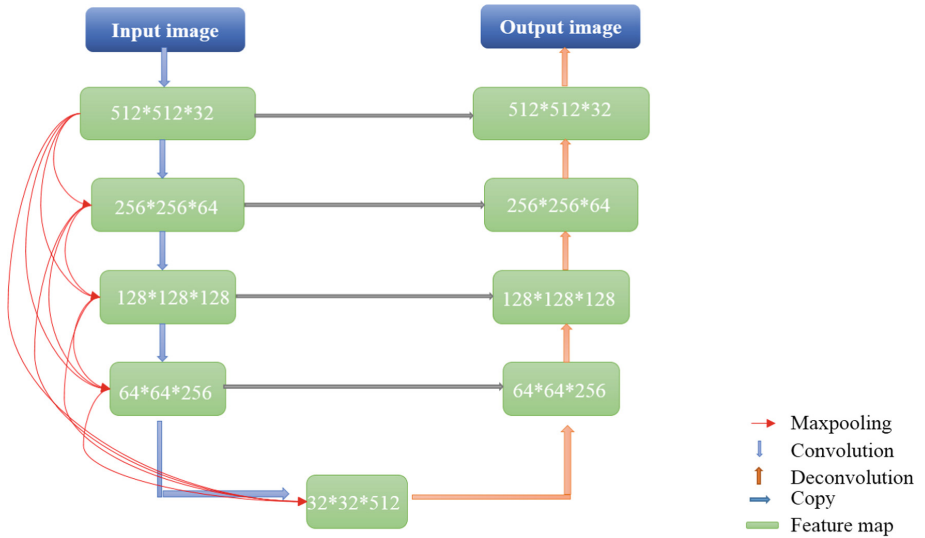 Input image
Output image
512*512*32
512*512*32
256*256*64
256*256*64
128*128*128
128*128*128
64*64*256
64*64*256
32*32*512
Maxpooling
Convolution
Deconvolution
Copy
Feature map